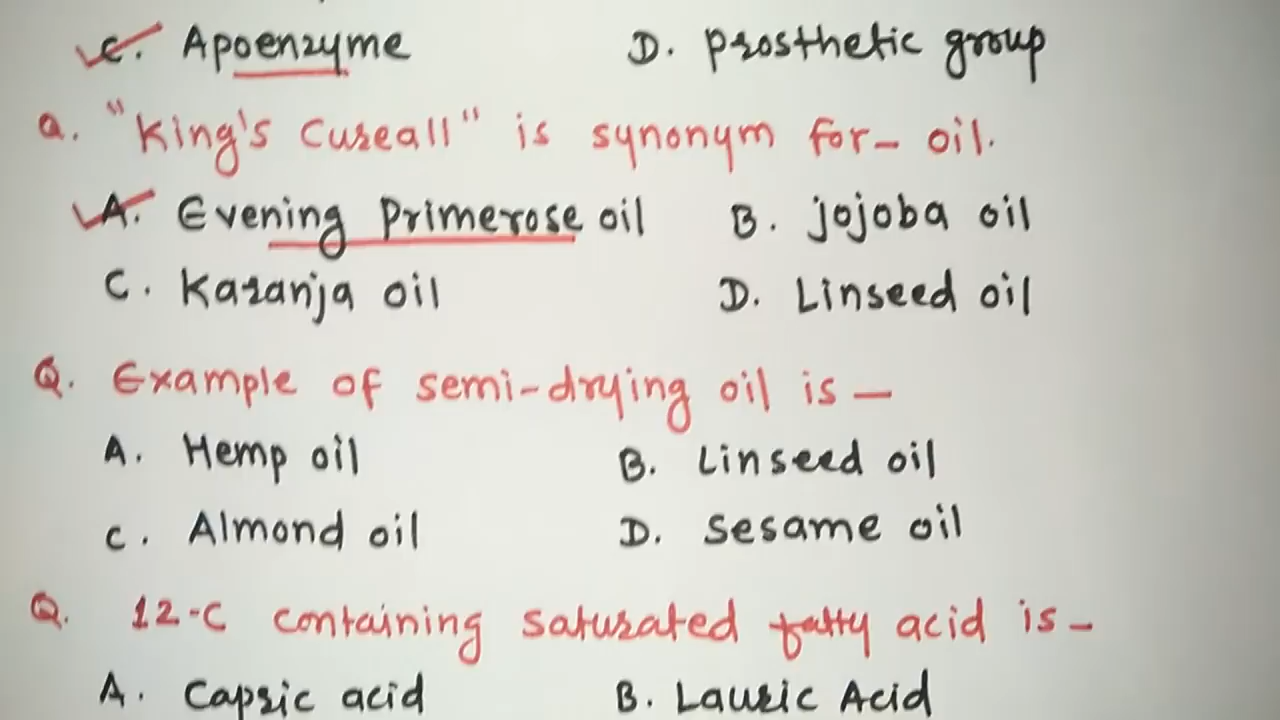 C. Apoenzyme D. Prosthetic group
Q. "King's Cureall" is synonym for- oil.
A. Evening Primerose oil B. jojoba oil
C. Karanja oil D. Linseed oil
Q. Example of semi-drying oil is —
A. Hemp oil B. Linseed oil
C. Almond oil D. Sesame oil
Q. 12-C containing saturated fatty acid is -
A. Capric acid B. Lauric Acid